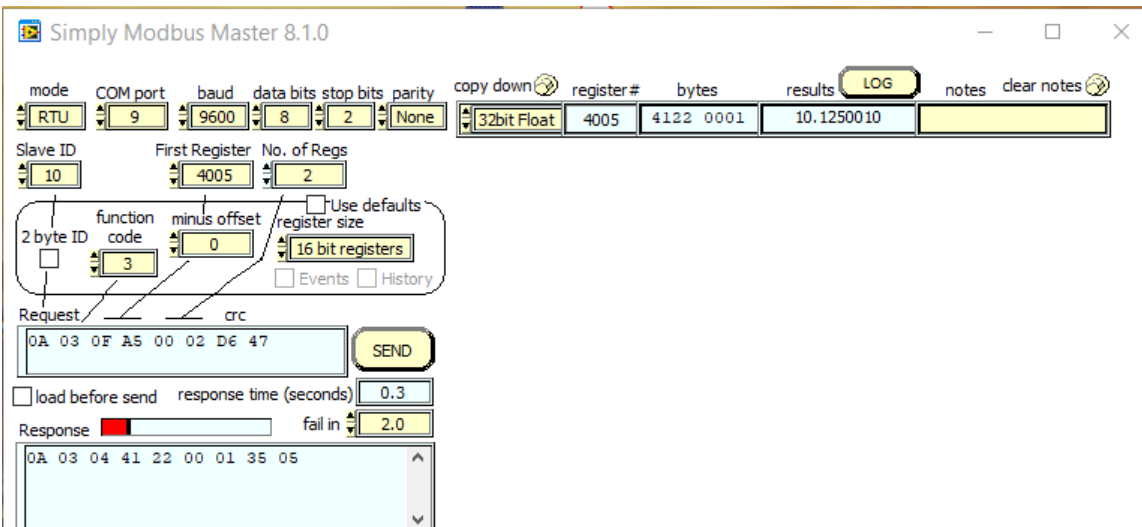 Simply Modbus Master 8.1.0
mode COM port baud data bits stop bits parity
RTU 9 9600 8 2 None
copy down register # bytes results LOG notes clear notes
32bit Float 4005 4122 0001 10.1250010
Slave ID First Register No. of Regs
10 4005 2
Use defaults
2 byte ID function code minus offset register size
3 0 16 bit registers
Events History
Request crc
0A 03 0F A5 00 02 D6 47
SEND
load before send response time (seconds) 0.3
Response fail in 2.0
0A 03 04 41 22 00 01 35 05